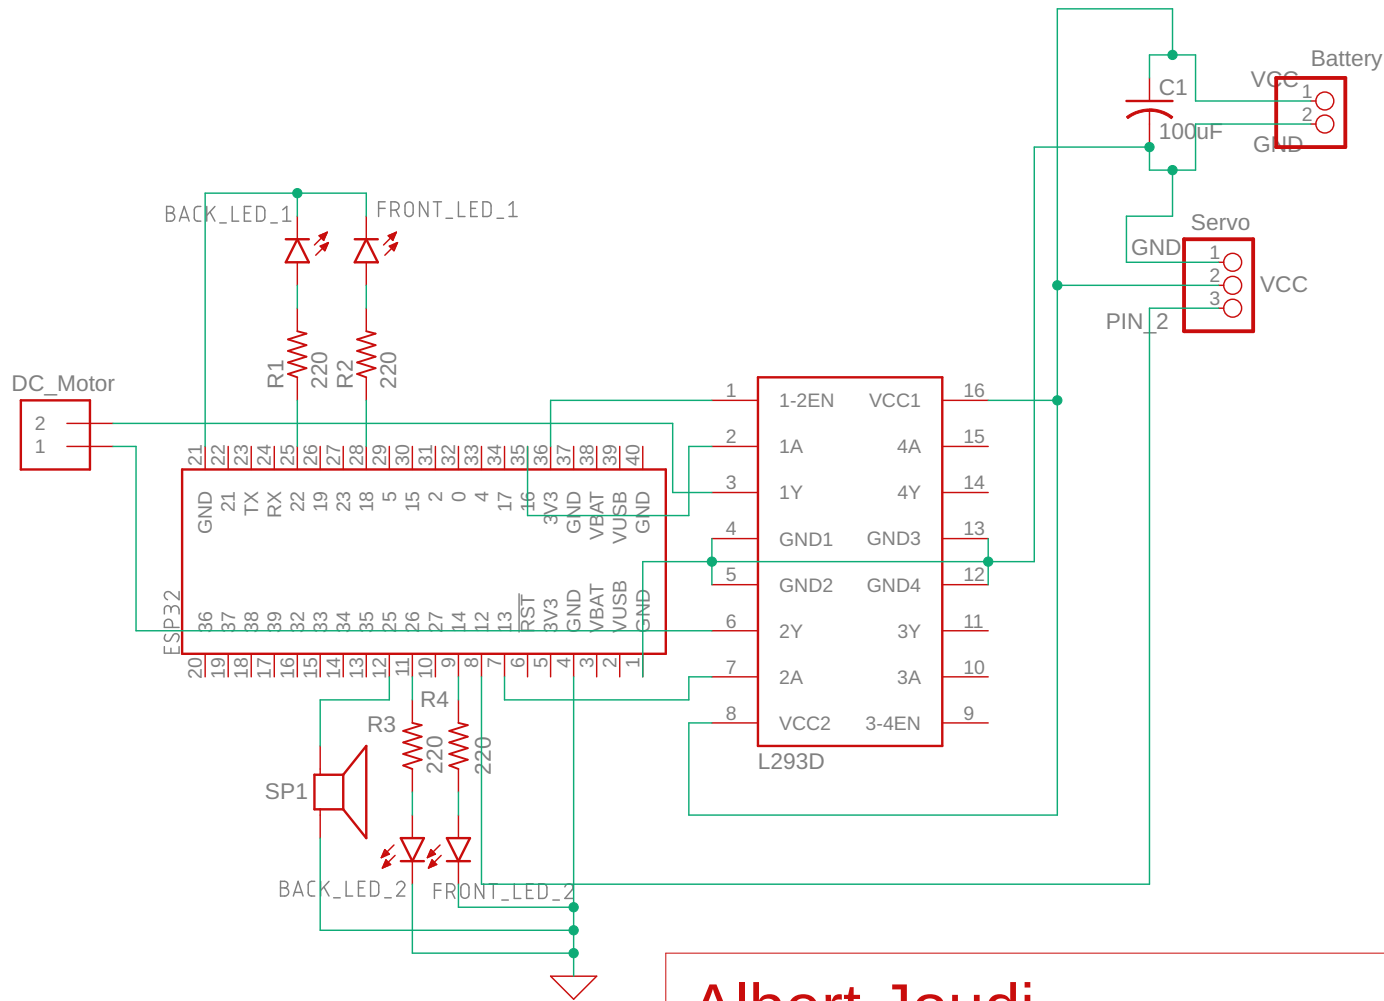 Battery
VCC
1
2
GND
C1
100uF
Servo
GND
1
2
3
VCC
PIN_2
BACK_LED_1
FRONT_LED_1
R1
220
R2
220
DC_Motor
2
1
21 22 23 24 25 26 27 28 29 30 31 32 33 34 35 36 37 38 39 40
GND 21 TX RX 22 19 23 18 5 15 2 0 4 17 16 3V3 GND VBAT VUSB GND
ESP32
36 37 38 39 32 33 34 35 25 26 27 14 12 13 RST 3V3 GND VBAT VUSB GND
20 19 18 17 16 15 14 13 12 11 10 9 8 7 6 5 4 3 2 1
1 1-2EN VCC1 16
2 1A 4A 15
3 1Y 4Y 14
4 GND1 GND3 13
5 GND2 GND4 12
6 2Y 3Y 11
7 2A 3A 10
8 VCC2 3-4EN 9
L293D
R4
R3
220
220
SP1
BACK_LED_2
FRONT_LED_2
Albert Joudi